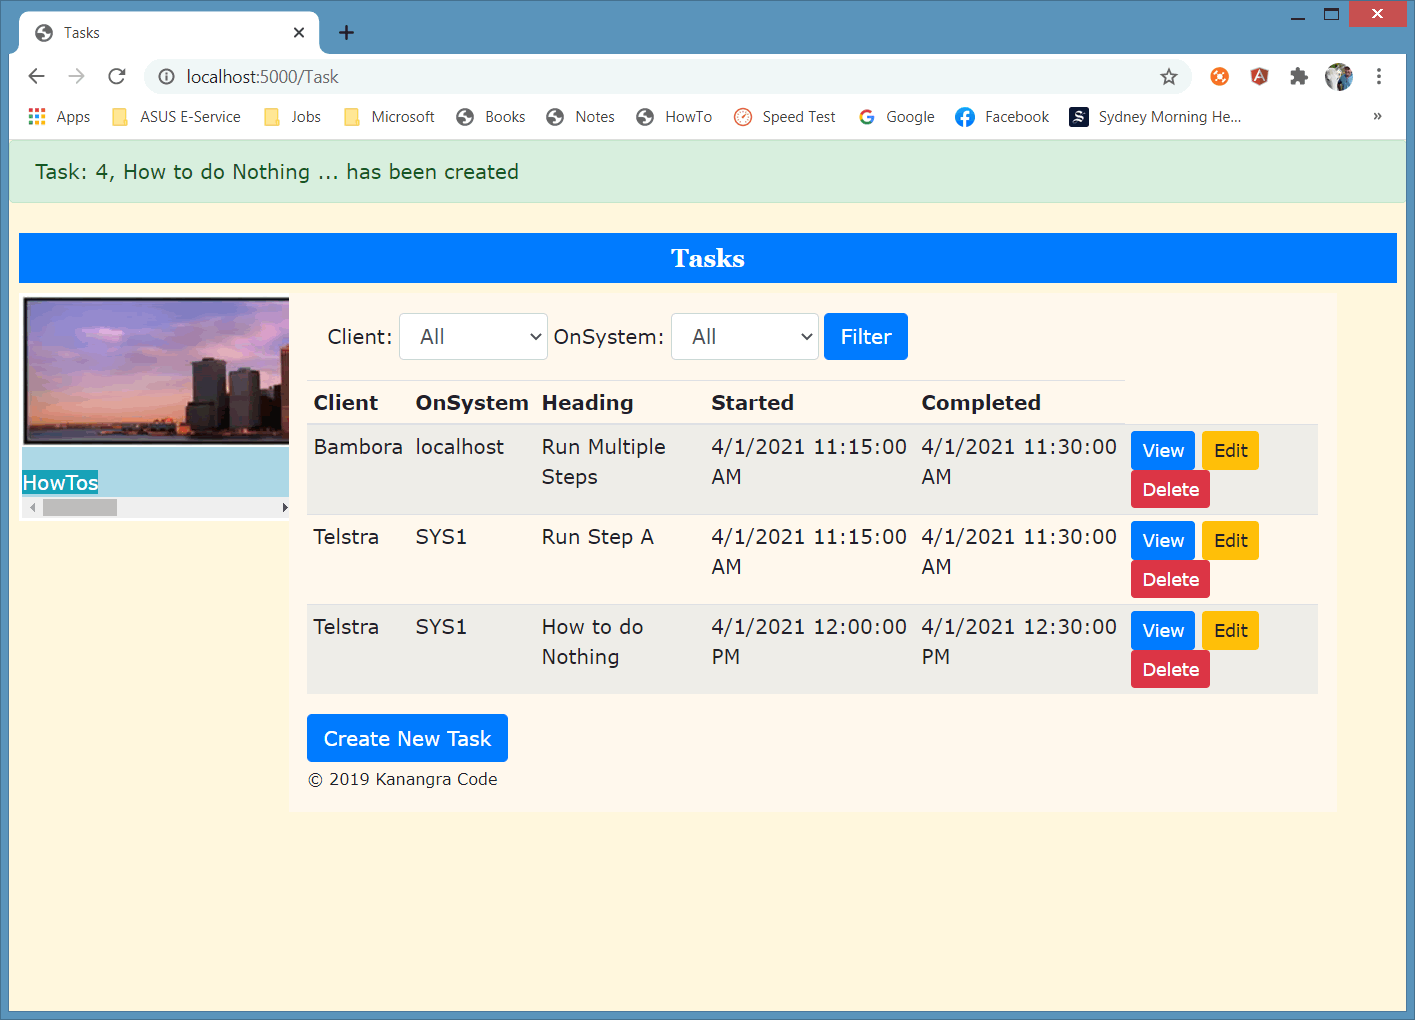 Tasks
localhost:5000/Task
Apps ASUS E-Service Jobs Microsoft Books Notes HowTo Speed Test Google Facebook Sydney Morning He... »
Task: 4, How to do Nothing ... has been created
Tasks
Client: All OnSystem: All Filter
HowTos
Client OnSystem Heading Started Completed
Bambora localhost Run Multiple 4/1/2021 11:15:00 4/1/2021 11:30:00 View Edit
Steps AM AM Delete
Telstra SYS1 Run Step A 4/1/2021 11:15:00 4/1/2021 11:30:00 View Edit
AM AM Delete
Telstra SYS1 How to do 4/1/2021 12:00:00 4/1/2021 12:30:00 View Edit
Nothing PM PM Delete
Create New Task
© 2019 Kanangra Code